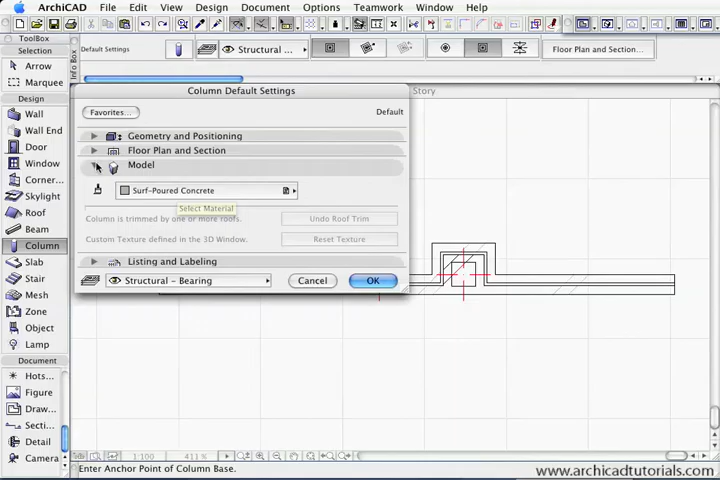 ArchiCAD File Edit View Design Document Options Teamwork Window Help
ToolBox
Selection
Arrow
Marquee
Design
Wall
Wall End
Door
Window
Corner...
Skylight
Roof
Beam
Column
Slab
Stair
Mesh
Zone
Object
Lamp
Document
Hots...
Figure
Draw...
Secti...
Detail
Camera
Info Box
Default Settings
Structural ...
Floor Plan and Section...
Story
Column Default Settings
Favorites...
Default
Geometry and Positioning
Floor Plan and Section
Model
Surf-Poured Concrete
Select Material
Column is trimmed by one or more roofs.
Undo Roof Trim
Custom Texture defined in the 3D Window.
Reset Texture
Listing and Labeling
Structural - Bearing
Cancel
OK
1:100
411 %
Enter Anchor Point of Column Base.
www.archicadtutorials.com